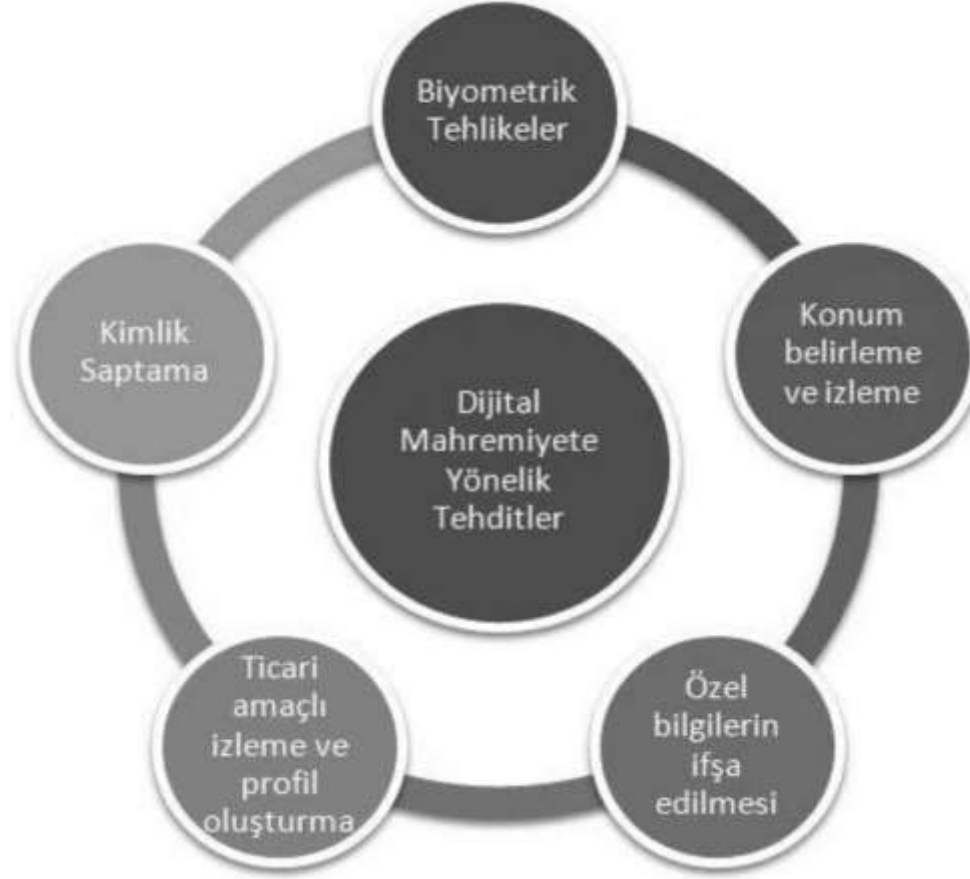 Biyometrik
Tehlikeler
Konum
belirleme
ve izleme
Özel
bilgilerin
ifşa
edilmesi
Ticari
amaçlı
izleme ve
profil
oluşturma
Kimlik
Saptama
Dijital
Mahremiyete
Yönelik
Tehditler